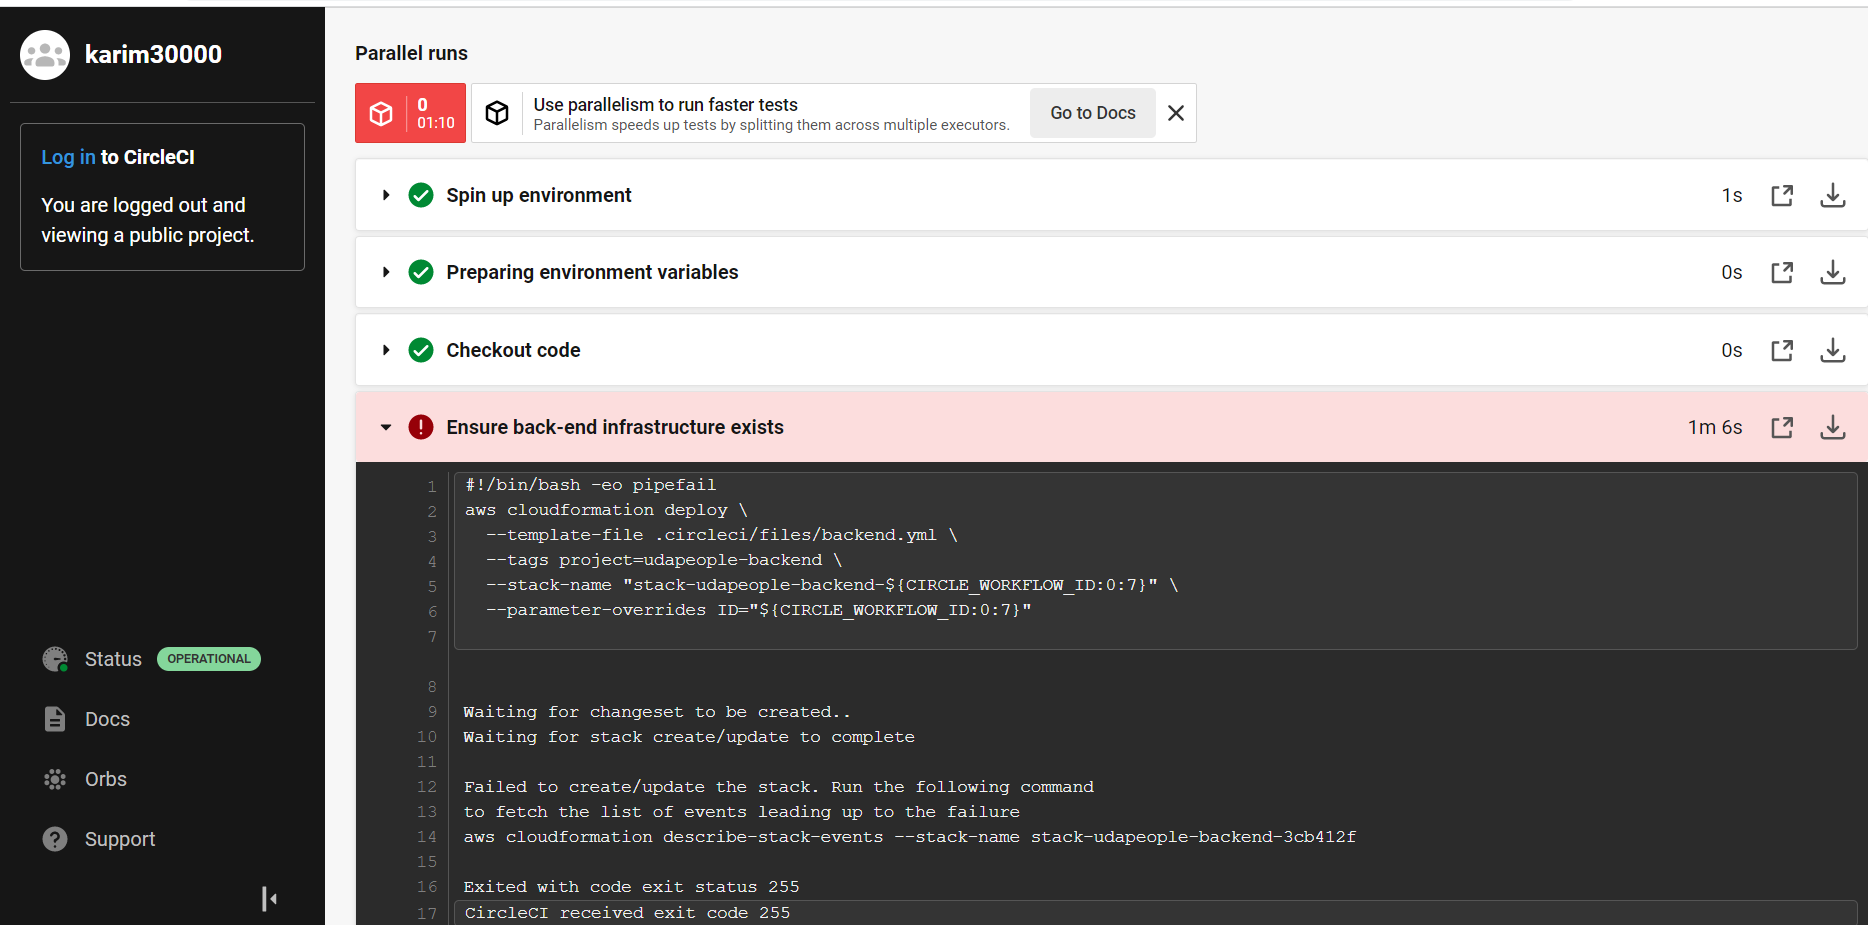 karim30000
Log in to CircleCI
You are logged out and
viewing a public project.
Status OPERATIONAL
Docs
Orbs
Support
Parallel runs
0
01:10
Use parallelism to run faster tests
Parallelism speeds up tests by splitting them across multiple executors.
Go to Docs
Spin up environment 1s
Preparing environment variables 0s
Checkout code 0s
Ensure back-end infrastructure exists 1m 6s
1 #!/bin/bash -eo pipefail
2 aws cloudformation deploy \
3 --template-file .circleci/files/backend.yml \
4 --tags project=udapeople-backend \
5 --stack-name "stack-udapeople-backend-${CIRCLE_WORKFLOW_ID:0:7}" \
6 --parameter-overrides ID="${CIRCLE_WORKFLOW_ID:0:7}"
7
8
9 Waiting for changeset to be created..
10 Waiting for stack create/update to complete
11
12 Failed to create/update the stack. Run the following command
13 to fetch the list of events leading up to the failure
14 aws cloudformation describe-stack-events --stack-name stack-udapeople-backend-3cb412f
15
16 Exited with code exit status 255
17 CircleCI received exit code 255